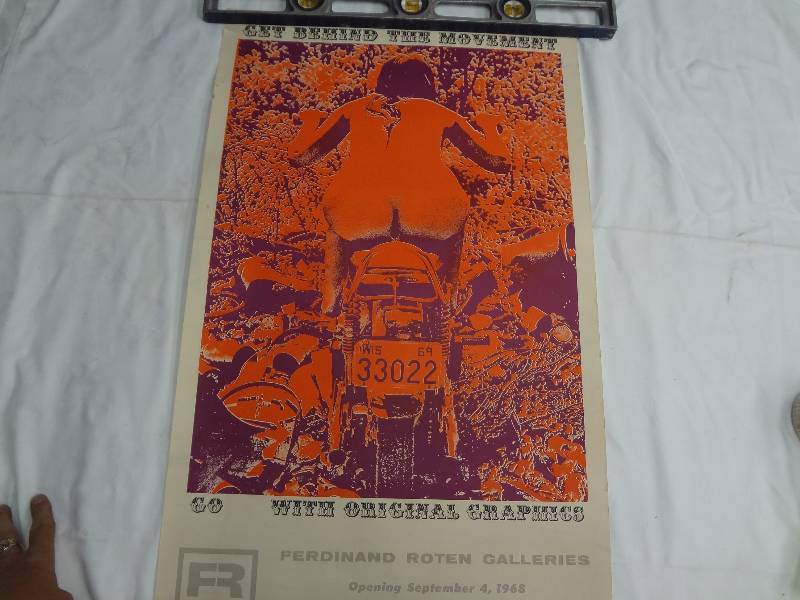 GET BEHIND THE MOVEMENT
WIS 69
33022
GO WITH ORIGINAL GRAPHICS
FR
FERDINAND ROTEN GALLERIES
Opening September 4, 1968